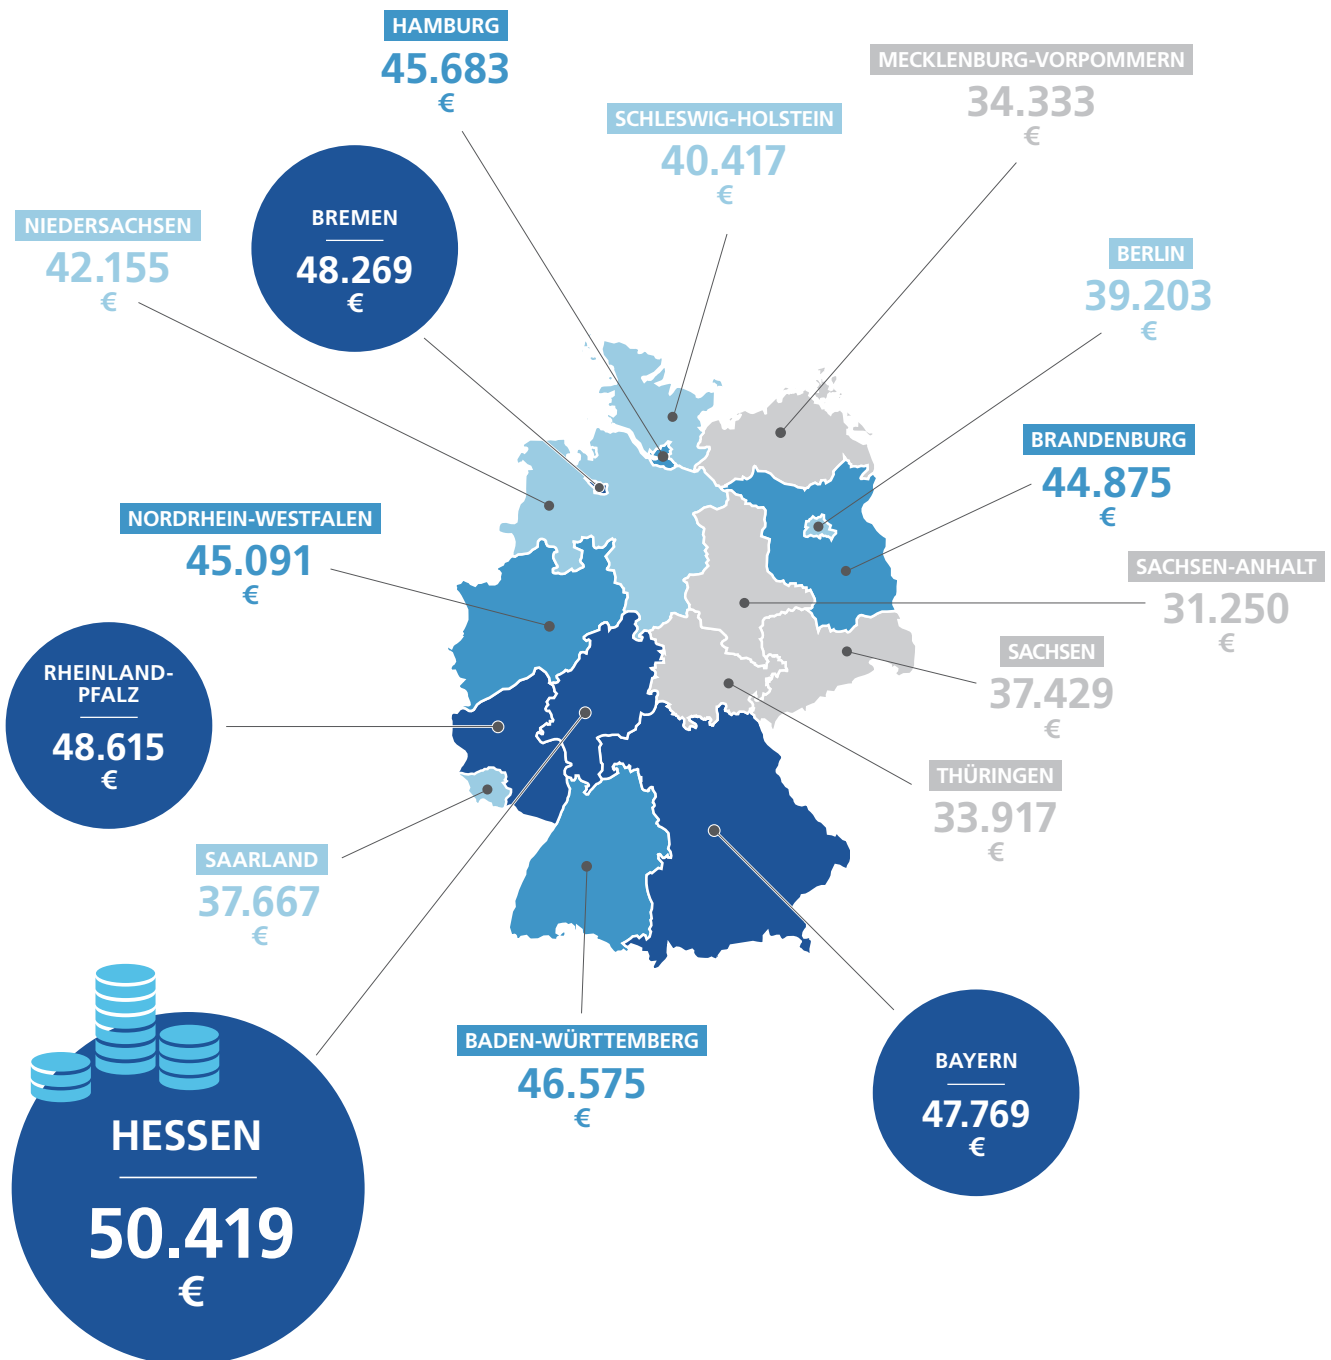 HAMBURG
45.683
€
MECKLENBURG-VORPOMMERN
34.333
€
SCHLESWIG-HOLSTEIN
40.417
€
BREMEN
48.269
€
NIEDERSACHSEN
42.155
€
BERLIN
39.203
€
BRANDENBURG
44.875
€
NORDRHEIN-WESTFALEN
45.091
€
SACHSEN-ANHALT
31.250
€
SACHSEN
37.429
€
RHEINLAND-
PFALZ
48.615
€
THÜRINGEN
33.917
€
SAARLAND
37.667
€
BADEN-WÜRTTEMBERG
46.575
€
BAYERN
47.769
€
HESSEN
50.419
€